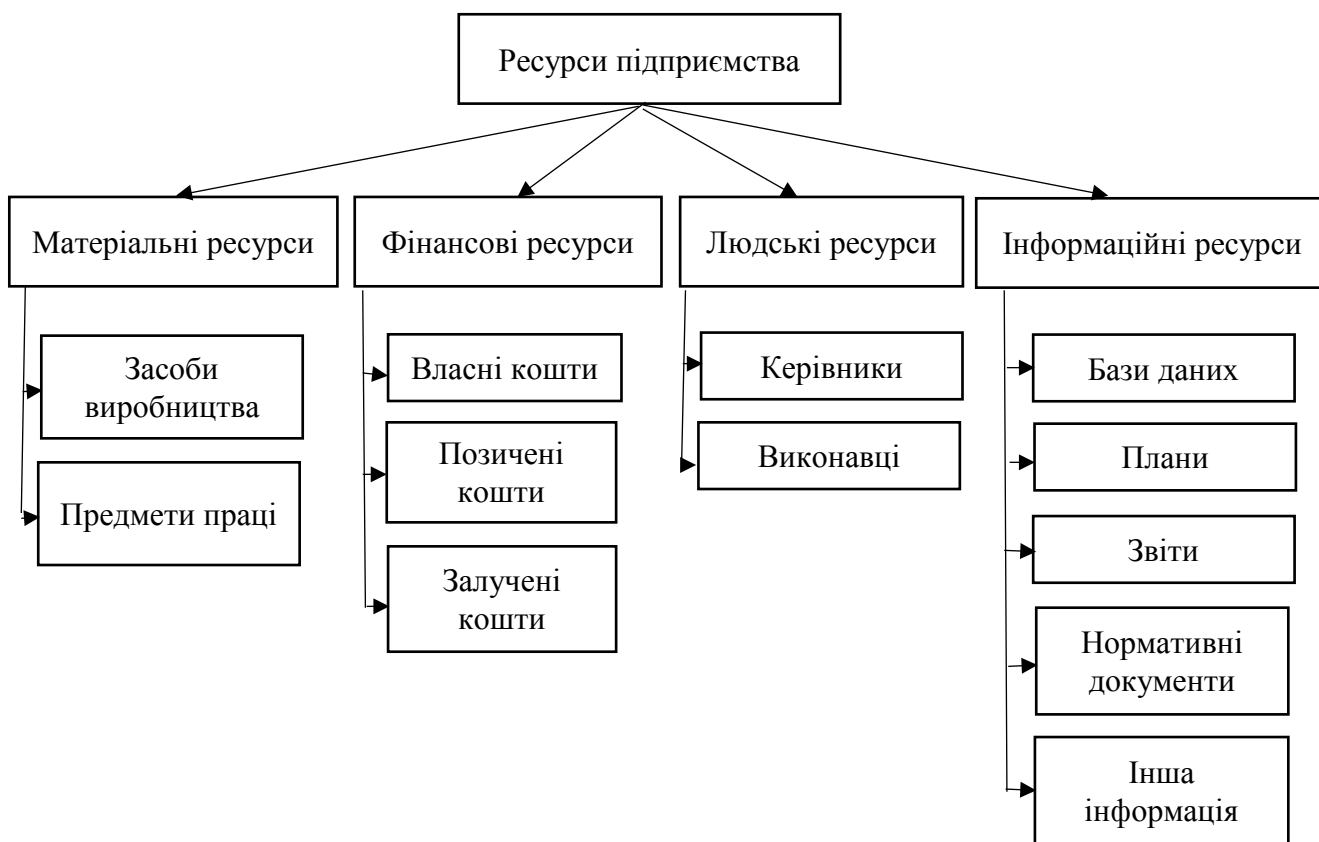 Ресурси підприємства
Матеріальні ресурси
Фінансові ресурси
Людські ресурси
Інформаційні ресурси
Засоби
виробництва
Предмети праці
Власні кошти
Позичені
кошти
Залучені
кошти
Керівники
Виконавці
Бази даних
Плани
Звіти
Нормативні
документи
Інша
інформація